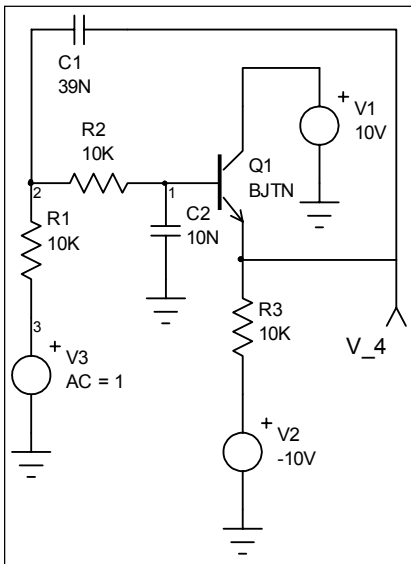 C1
39N
+
V1
10V
R2
10K
Q1
BJTN
2
1
C2
10N
R1
10K
R3
10K
3
+
V3
AC = 1
V_4
+
V2
-10V